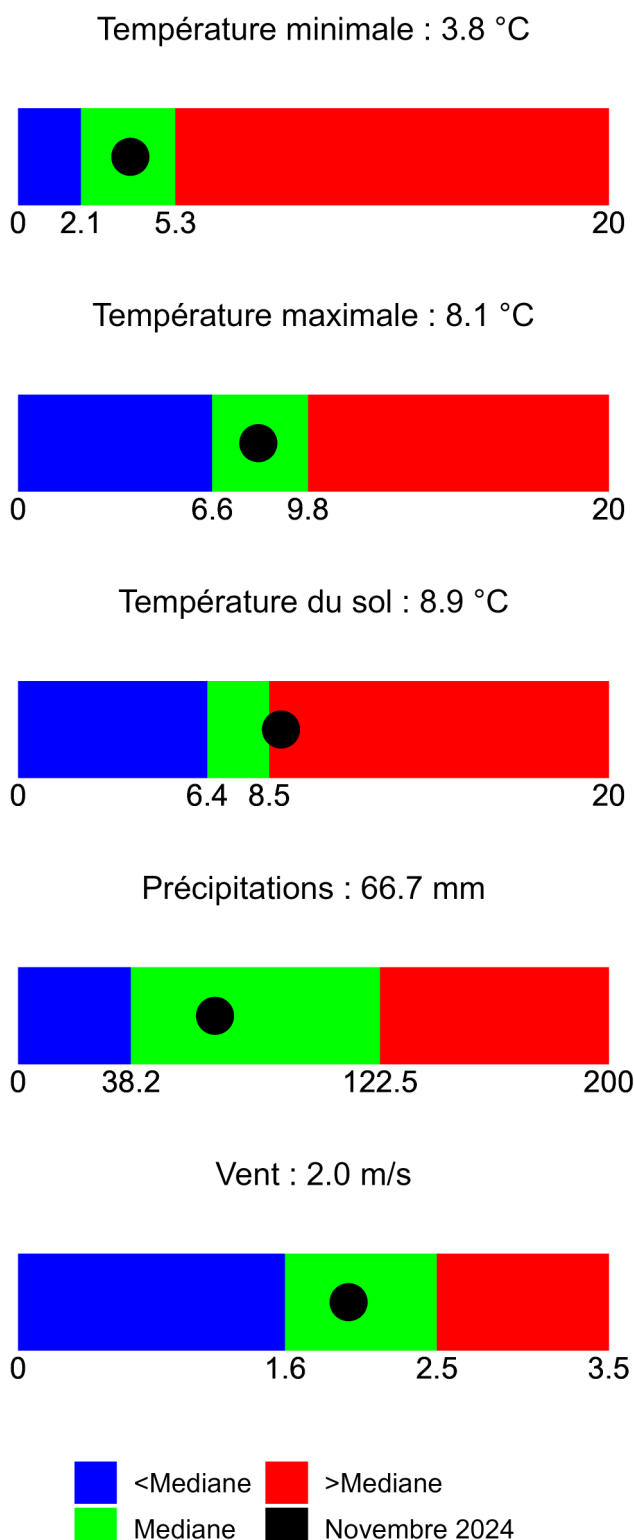 Température minimale : 3.8 °C
0 2.1 5.3 20
Température maximale : 8.1 °C
0 6.6 9.8 20
Température du sol : 8.9 °C
0 6.4 8.5 20
Précipitations : 66.7 mm
0 38.2 122.5 200
Vent : 2.0 m/s
0 1.6 2.5 3.5
<Mediane >Mediane
Mediane Novembre 2024